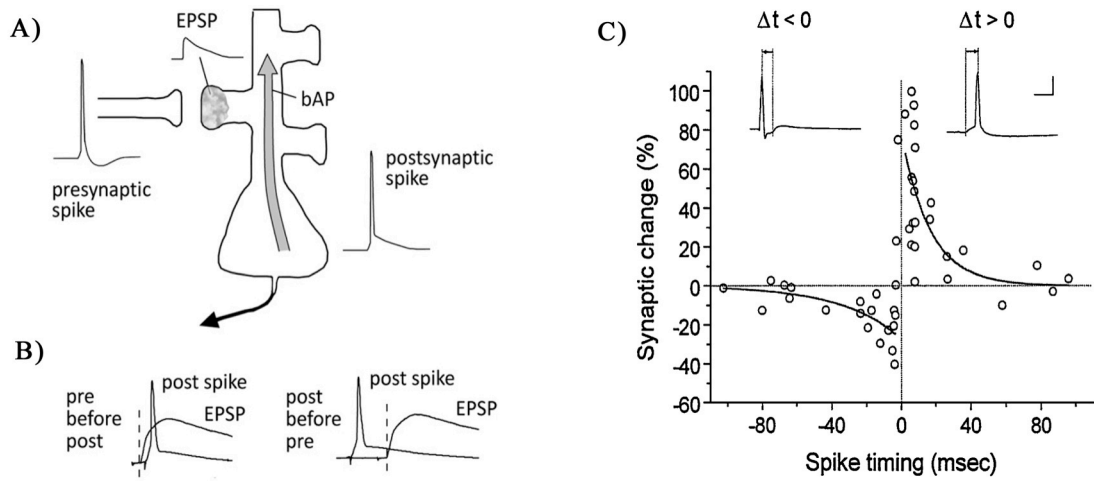 A)
EPSP
bAP
presynaptic
spike
postsynaptic
spike
B)
pre
before
post
post spike
EPSP
post
before
pre
post spike
EPSP
C)
Δt < 0
Δt > 0
Synaptic change (%)
100
80
60
40
20
0
-20
-40
-60
-80
-40
0
40
80
Spike timing (msec)